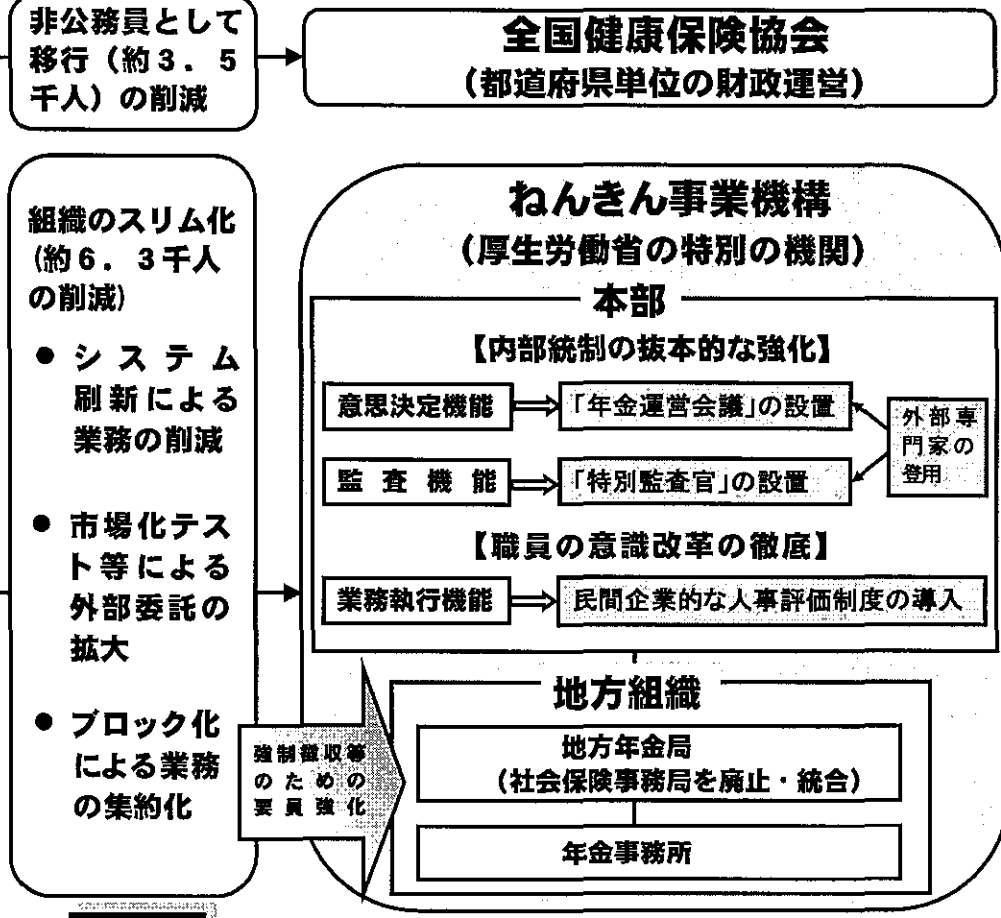 非公務員として
移行（約３．５
千人）の削減
全国健康保険協会
（都道府県単位の財政運営）
組織のスリム化
(約６．３千人
の削減)
● システム
刷新による
業務の削減
● 市場化テス
ト等による
外部委託の
拡大
● ブロック化
による業務
の集約化
ねんきん事業機構
（厚生労働省の特別の機関）
本部
【内部統制の抜本的な強化】
意思決定機能
「年金運営会議」の設置
監査機能
「特別監査官」の設置
外部専
門家の
登用
【職員の意識改革の徹底】
業務執行機能
民間企業的な人事評価制度の導入
強制徴収等
のための
要員強化
地方組織
地方年金局
（社会保険事務局を廃止・統合）
年金事務所